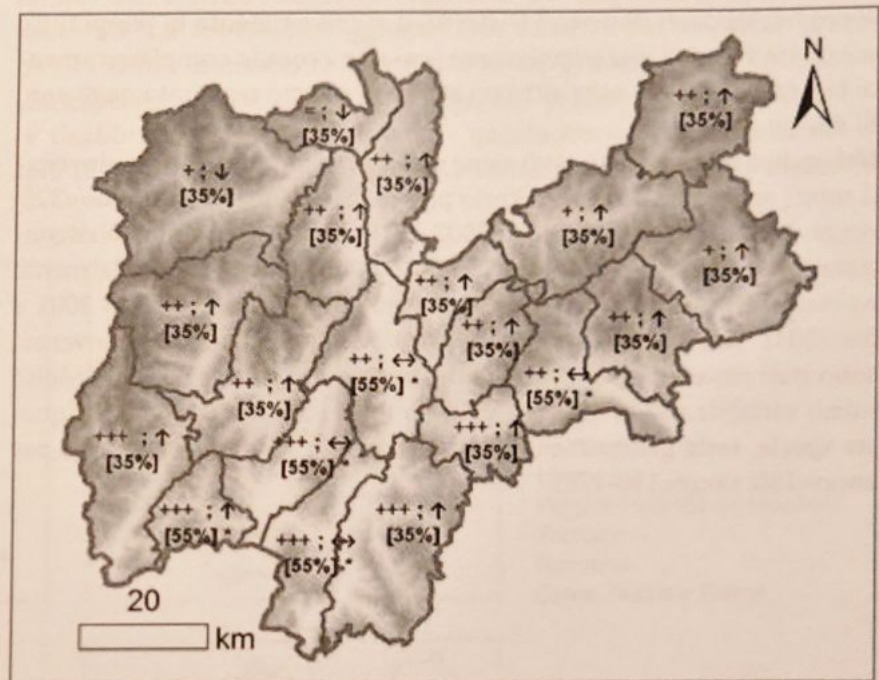 N
++ ; ↑
[35%]
= ; ↓
[35%]
++ ; ↑
[35%]
+ ; ↓
[35%]
++ ; ↑
[35%]
+ ; ↑
[35%]
+ ; ↑
[35%]
++ ; ↑
[35%]
++ ; ↑
[35%]
++ ; ↑
[35%]
++ ; ↑
[35%]
++ ; ↔
[55%] *
++ ; ↔
[55%] *
++ ; ↑
[35%]
+++ ; ↑
[35%]
+++ ; ↔
[55%] *
+++ ; ↑
[35%]
+++ ; ↑
[55%] *
+++ ; ↑
[35%]
+++ ; ↔
[55%] *
20
km